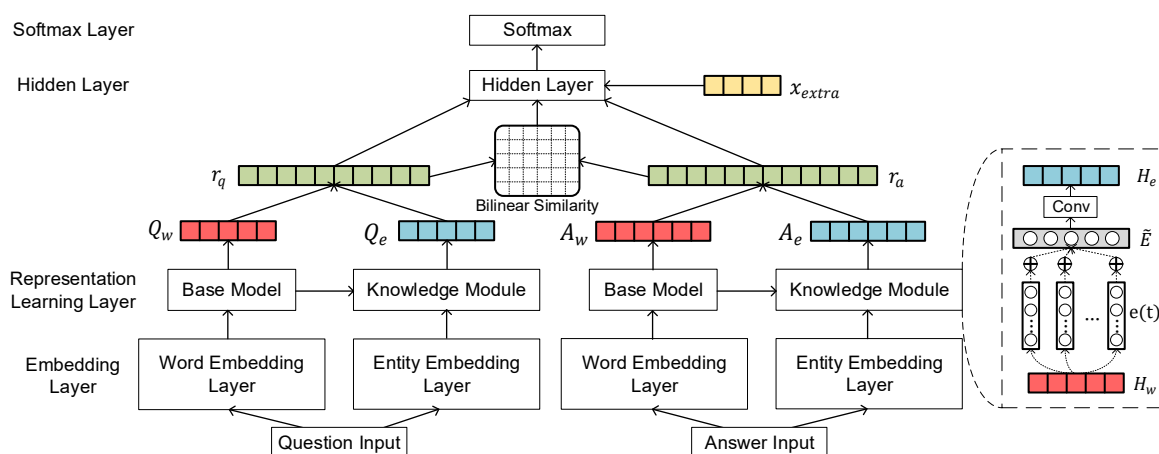 Softmax Layer
Softmax
Hidden Layer
Hidden Layer
x_extra
r_q
r_a
Bilinear Similarity
Q_w
Q_e
A_w
A_e
Representation
Learning Layer
Base Model
Knowledge Module
Base Model
Knowledge Module
Embedding
Layer
Word Embedding
Layer
Entity Embedding
Layer
Word Embedding
Layer
Entity Embedding
Layer
Question Input
Answer Input
H_e
Conv
Ẽ
...
e(t)
H_w